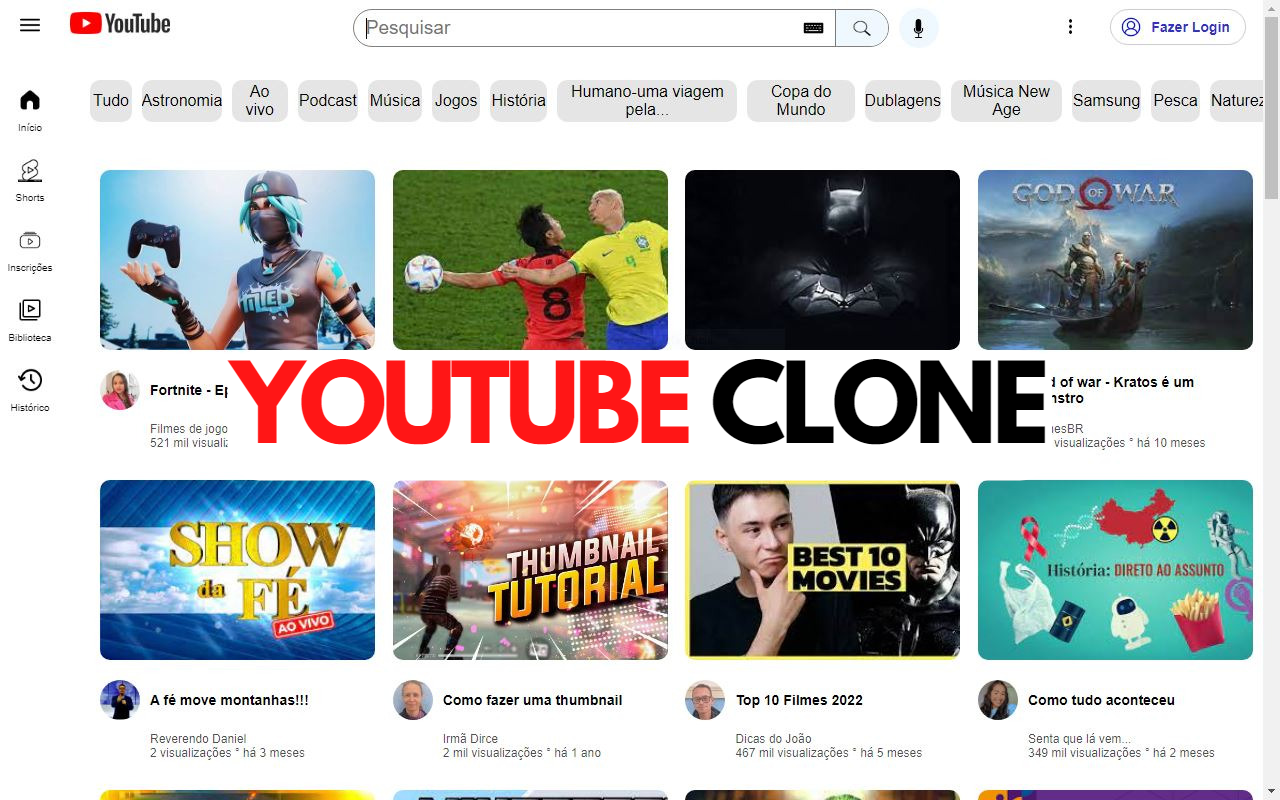 YouTube
Pesquisar
Fazer Login
Início
Shorts
Inscrições
Biblioteca
Histórico
Tudo
Astronomia
Ao
vivo
Podcast
Música
Jogos
História
Humano-uma viagem
pela...
Copa do
Mundo
Dublagens
Música New
Age
Samsung
Pesca
Naturez
TILTED
9
8
GOD OF WAR
YOUTUBE CLONE
Fortnite - Ep
Filmes de jogo
521 mil visuali
d of war - Kratos é um
nstro
nesBR
visualizações ° há 10 meses
SHOW
da FÉ
AO VIVO
THUMBNAIL
TUTORIAL
BEST 10
MOVIES
História: DIRETO AO ASSUNTO
A fé move montanhas!!!
Reverendo Daniel
2 visualizações ° há 3 meses
Como fazer uma thumbnail
Irmã Dirce
2 mil visualizações ° há 1 ano
Top 10 Filmes 2022
Dicas do João
467 mil visualizações ° há 5 meses
Como tudo aconteceu
Senta que lá vem...
349 mil visualizações ° há 2 meses